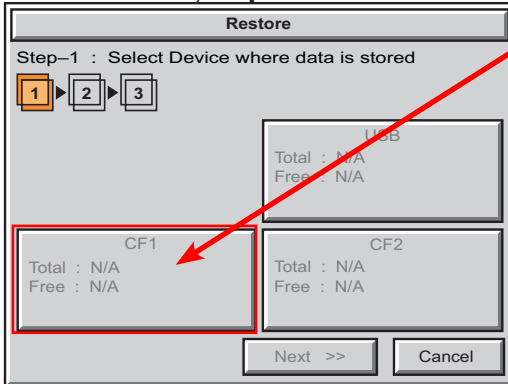 Restore
Step–1 : Select Device where data is stored
1 2 3
USB
Total : N/A
Free : N/A
CF1
Total : N/A
Free : N/A
CF2
Total : N/A
Free : N/A
Next >>
Cancel